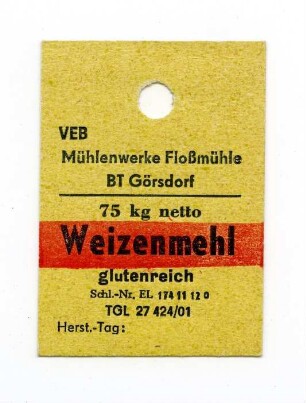 VEB
Mühlenwerke Floßmühle
BT Görsdorf
75 kg netto
Weizenmehl
glutenreich
Schl.-Nr. EL 174 11 12 0
TGL 27 424/01
Herst.-Tag: